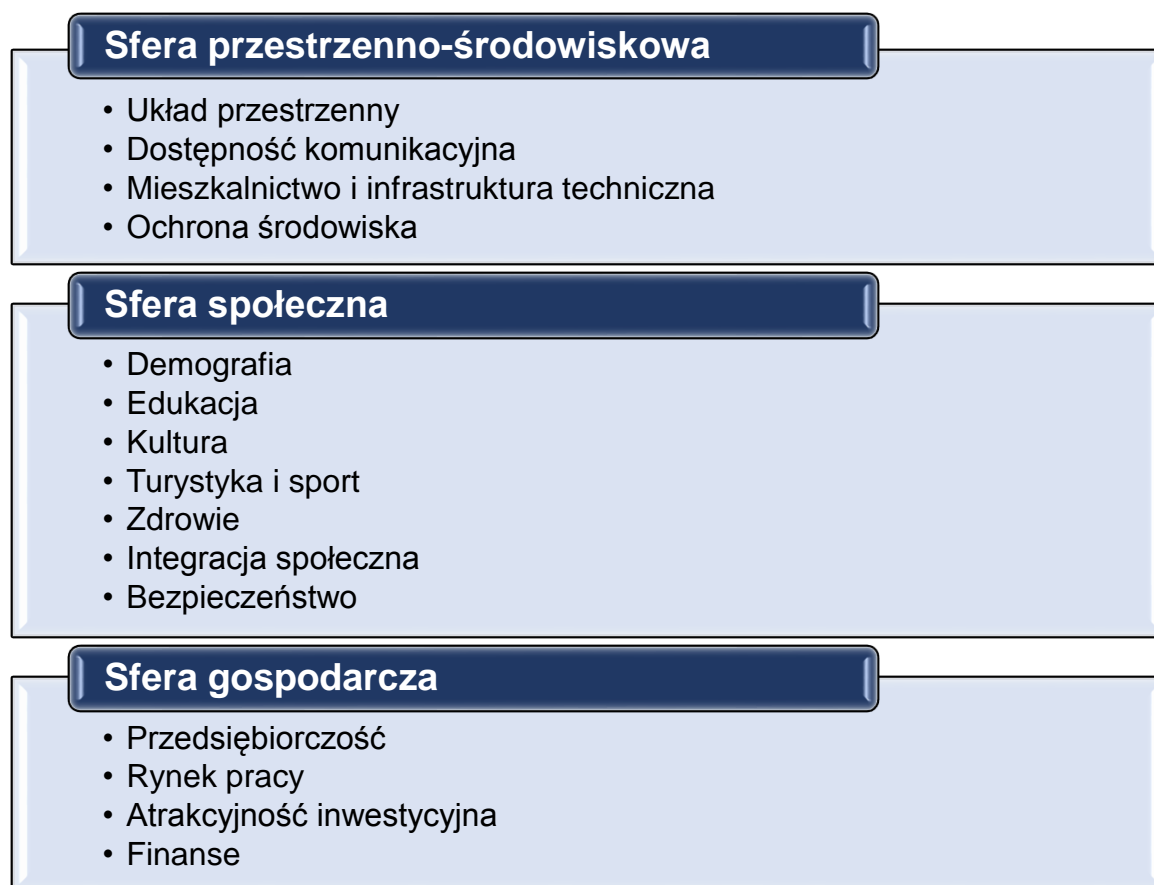 Sfera przestrzenno-środowiskowa
• Układ przestrzenny
• Dostępność komunikacyjna
• Mieszkalnictwo i infrastruktura techniczna
• Ochrona środowiska
Sfera społeczna
• Demografia
• Edukacja
• Kultura
• Turystyka i sport
• Zdrowie
• Integracja społeczna
• Bezpieczeństwo
Sfera gospodarcza
• Przedsiębiorczość
• Rynek pracy
• Atrakcyjność inwestycyjna
• Finanse